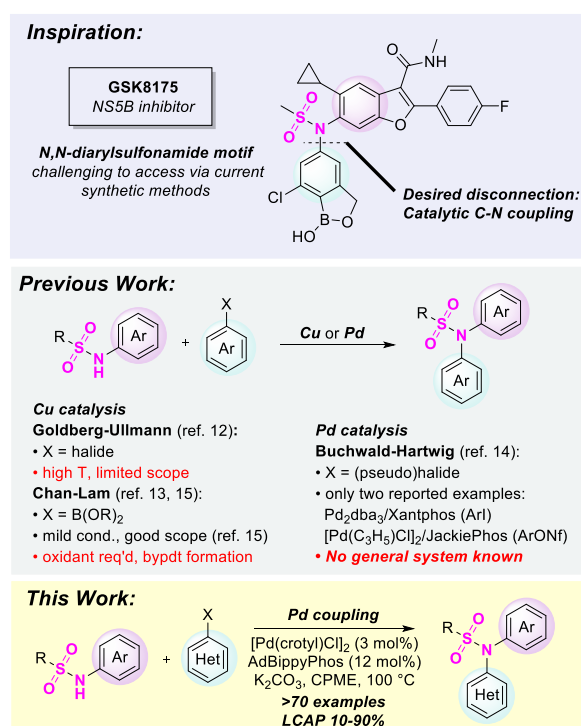 Inspiration:
GSK8175
NS5B inhibitor
N,N-diarylsulfonamide motif
challenging to access via current
synthetic methods
O
NH
O
S
O
N
O
F
Cl
B
O
HO
Desired disconnection:
Catalytic C-N coupling
Previous Work:
R
S
O
O
N
H
Ar
+
X
Ar
Cu or Pd
R
S
O
O
N
Ar
Ar
Cu catalysis
Goldberg-Ullmann (ref. 12):
• X = halide
• high T, limited scope
Chan-Lam (ref. 13, 15):
• X = B(OR)2
• mild cond., good scope (ref. 15)
• oxidant req'd, bypdt formation
Pd catalysis
Buchwald-Hartwig (ref. 14):
• X = (pseudo)halide
• only two reported examples:
Pd2dba3/Xantphos (ArI)
[Pd(C3H5)Cl]2/JackiePhos (ArONf)
• No general system known
This Work:
R
S
O
O
N
H
Ar
+
X
Het
Pd coupling
[Pd(crotyl)Cl]2 (3 mol%)
AdBippyPhos (12 mol%)
K2CO3, CPME, 100 °C
>70 examples
LCAP 10-90%
R
S
O
O
N
Ar
Het